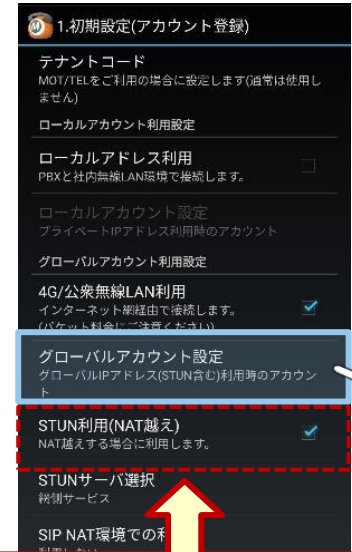 1.初期設定(アカウント登録)
テナントコード
MOT/TELをご利用の場合に設定します(通常は使用し
ません)
ローカルアカウント利用設定
ローカルアドレス利用
PBXと社内無線LAN環境で接続します。
ローカルアカウント設定
プライベートIPアドレス利用時のアカウント
グローバルアカウント利用設定
4G/公衆無線LAN利用
インターネット網経由で接続します。
(パケット料金にご注意ください)
グローバルアカウント設定
グローバルIPアドレス(STUN含む)利用時のアカウン
ト
STUN利用(NAT越え)
NAT越えする場合に利用します。
STUNサーバ選択
サービス
SIP NAT環境での
利用しない